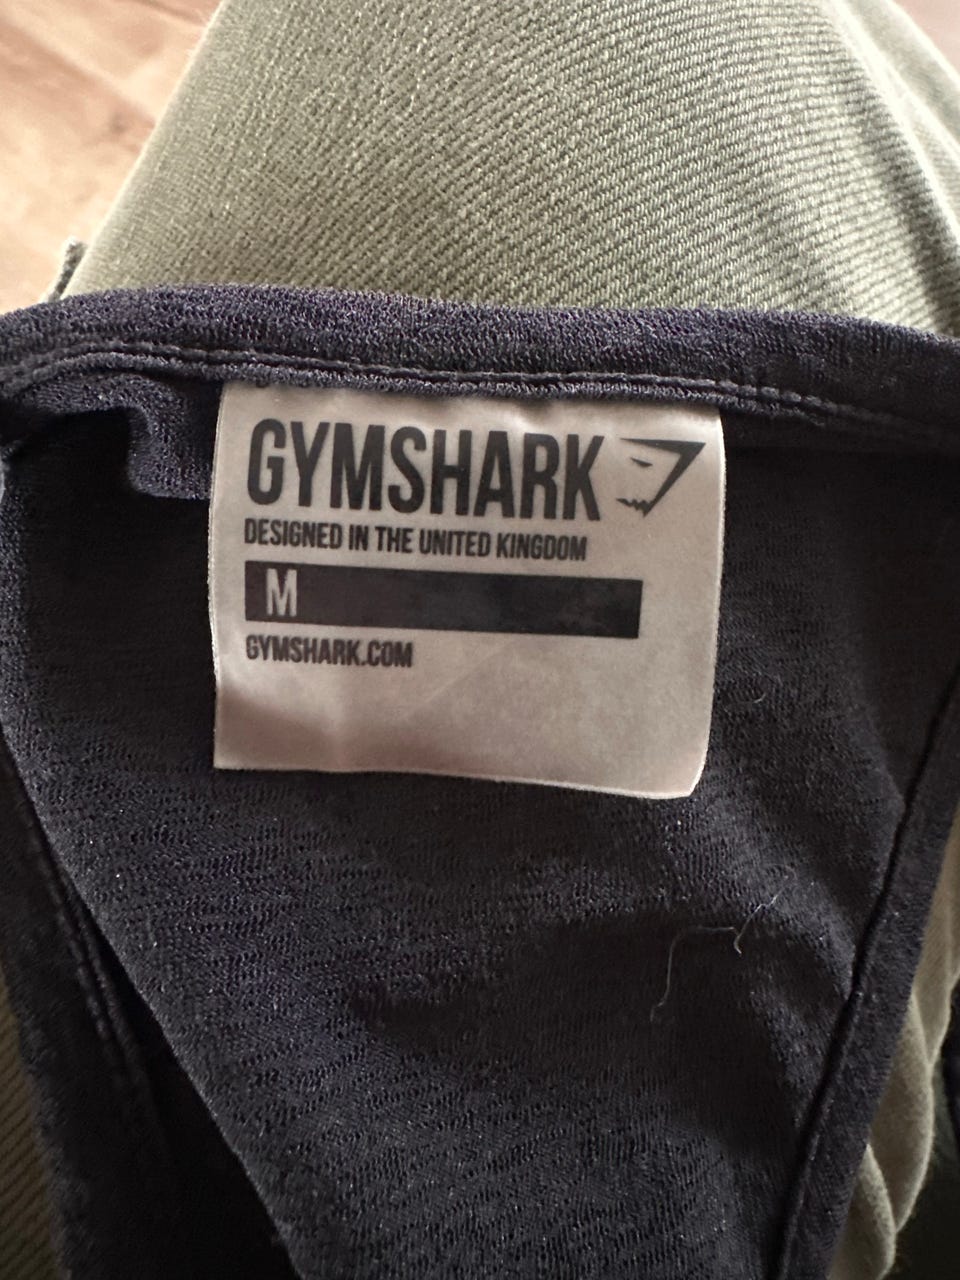 GYMSHARK
DESIGNED IN THE UNITED KINGDOM
M
GYMSHARK.COM